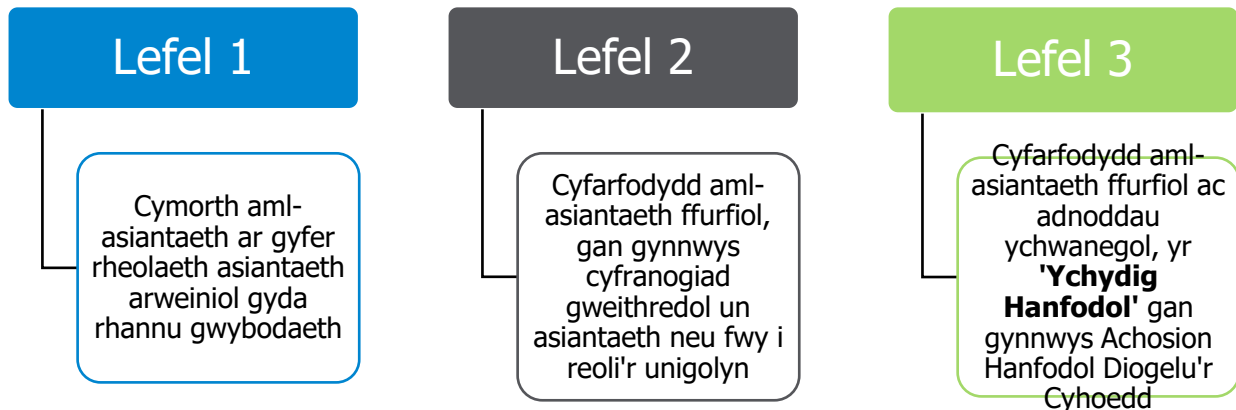 Lefel 1
Cymorth aml-
asiantaeth ar gyfer
rheolaeth asiantaeth
arweiniol gyda
rhannu gwybodaeth
Lefel 2
Cyfarfodydd aml-
asiantaeth ffurfiol,
gan gynnwys
cyfranogiad
gweithredol un
asiantaeth neu fwy i
reoli'r unigolyn
Lefel 3
Cyfarfodydd aml-
asiantaeth ffurfiol ac
adnoddau
ychwanegol, yr
'Ychydig
Hanfodol' gan
gynnwys Achosion
Hanfodol Diogelu'r
Cyhoedd